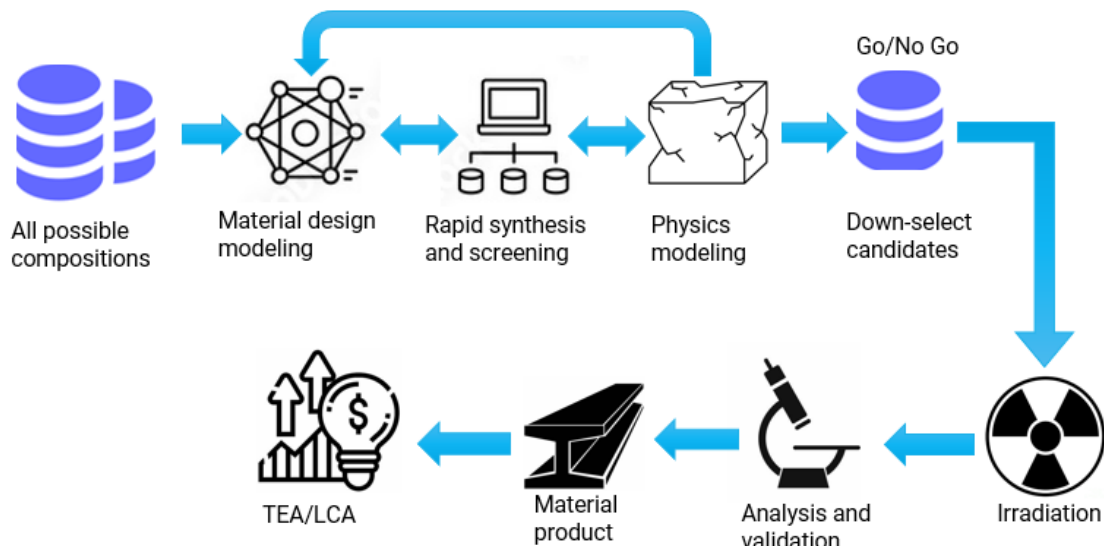 Go/No Go
All possible
compositions
Material design
modeling
Rapid synthesis
and screening
Physics
modeling
Down-select
candidates
TEA/LCA
Material
product
Analysis and
validation
Irradiation
$